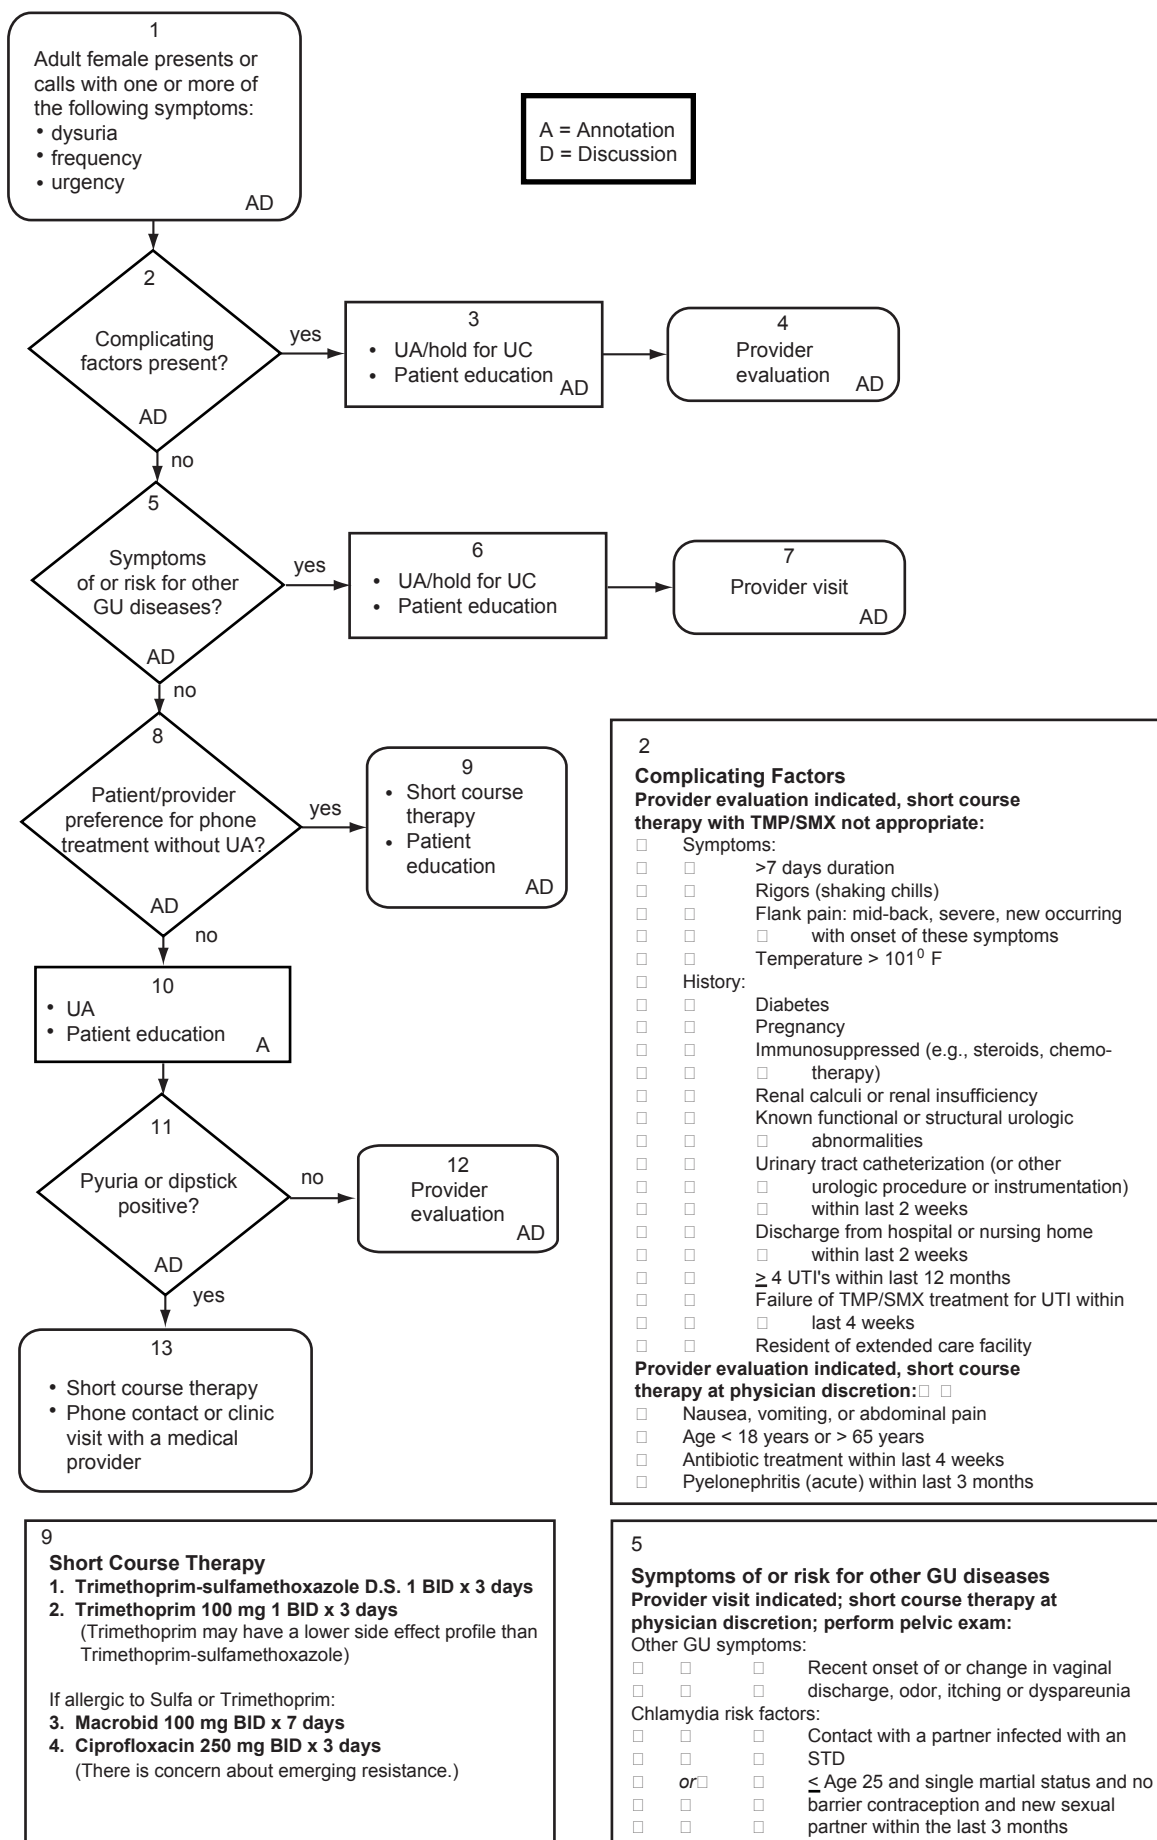 1
Adult female presents or
calls with one or more of
the following symptoms:
• dysuria
• frequency
• urgency
AD
A = Annotation
D = Discussion
2
Complicating
factors present?
AD
yes
no
3
• UA/hold for UC
• Patient education
AD
4
Provider
evaluation
AD
5
Symptoms
of or risk for other
GU diseases?
AD
yes
no
6
• UA/hold for UC
• Patient education
7
Provider visit
AD
8
Patient/provider
preference for phone
treatment without UA?
AD
yes
no
9
• Short course
therapy
• Patient
education
AD
10
• UA
• Patient education
A
11
Pyuria or dipstick
positive?
AD
no
yes
12
Provider
evaluation
AD
13
• Short course therapy
• Phone contact or clinic
visit with a medical
provider
2
Complicating Factors
Provider evaluation indicated, short course
therapy with TMP/SMX not appropriate:
Symptoms:
>7 days duration
Rigors (shaking chills)
Flank pain: mid-back, severe, new occurring
with onset of these symptoms
Temperature > 101⁰ F
History:
Diabetes
Pregnancy
Immunosuppressed (e.g., steroids, chemo-
therapy)
Renal calculi or renal insufficiency
Known functional or structural urologic
abnormalities
Urinary tract catheterization (or other
urologic procedure or instrumentation)
within last 2 weeks
Discharge from hospital or nursing home
within last 2 weeks
≥ 4 UTI's within last 12 months
Failure of TMP/SMX treatment for UTI within
last 4 weeks
Resident of extended care facility
Provider evaluation indicated, short course
therapy at physician discretion:
Nausea, vomiting, or abdominal pain
Age < 18 years or > 65 years
Antibiotic treatment within last 4 weeks
Pyelonephritis (acute) within last 3 months
9
Short Course Therapy
1. Trimethoprim-sulfamethoxazole D.S. 1 BID x 3 days
2. Trimethoprim 100 mg 1 BID x 3 days
(Trimethoprim may have a lower side effect profile than
Trimethoprim-sulfamethoxazole)
If allergic to Sulfa or Trimethoprim:
3. Macrobid 100 mg BID x 7 days
4. Ciprofloxacin 250 mg BID x 3 days
(There is concern about emerging resistance.)
5
Symptoms of or risk for other GU diseases
Provider visit indicated; short course therapy at
physician discretion; perform pelvic exam:
Other GU symptoms:
Recent onset of or change in vaginal
discharge, odor, itching or dyspareunia
Chlamydia risk factors:
Contact with a partner infected with an
STD
or ≤ Age 25 and single martial status and no
barrier contraception and new sexual
partner within the last 3 months